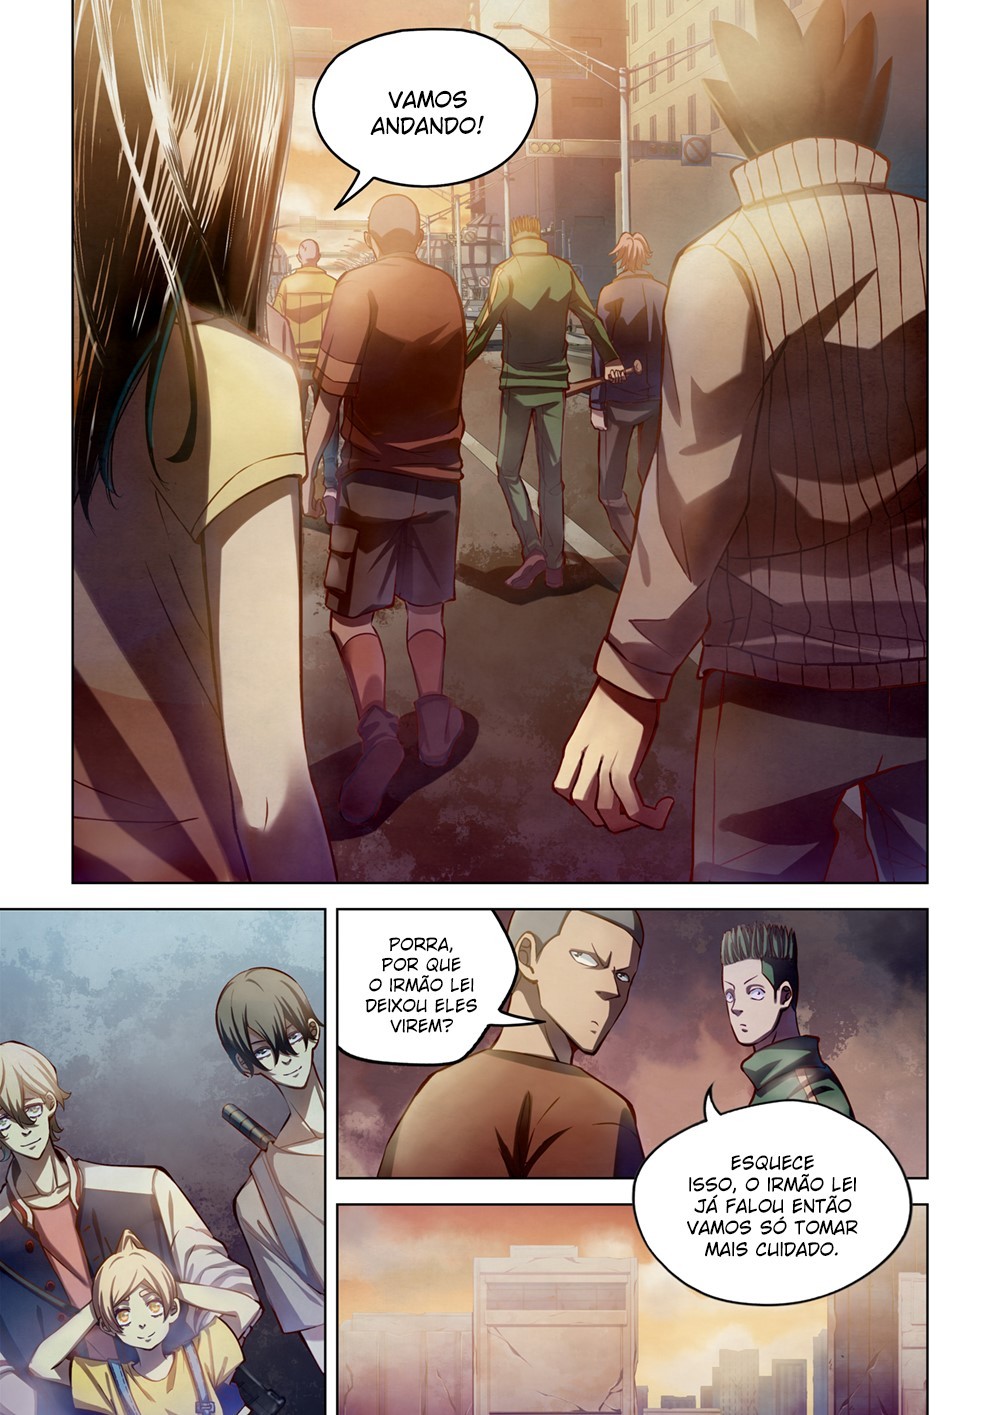 VAMOS
ANDANDO!
PORRA,
POR QUE
O IRMÃO LEI
DEIXOU ELES
VIREM?
ESQUECE
ISSO, O IRMÃO LEI
JÁ FALOU ENTÃO
VAMOS SÓ TOMAR
MAIS CUIDADO.